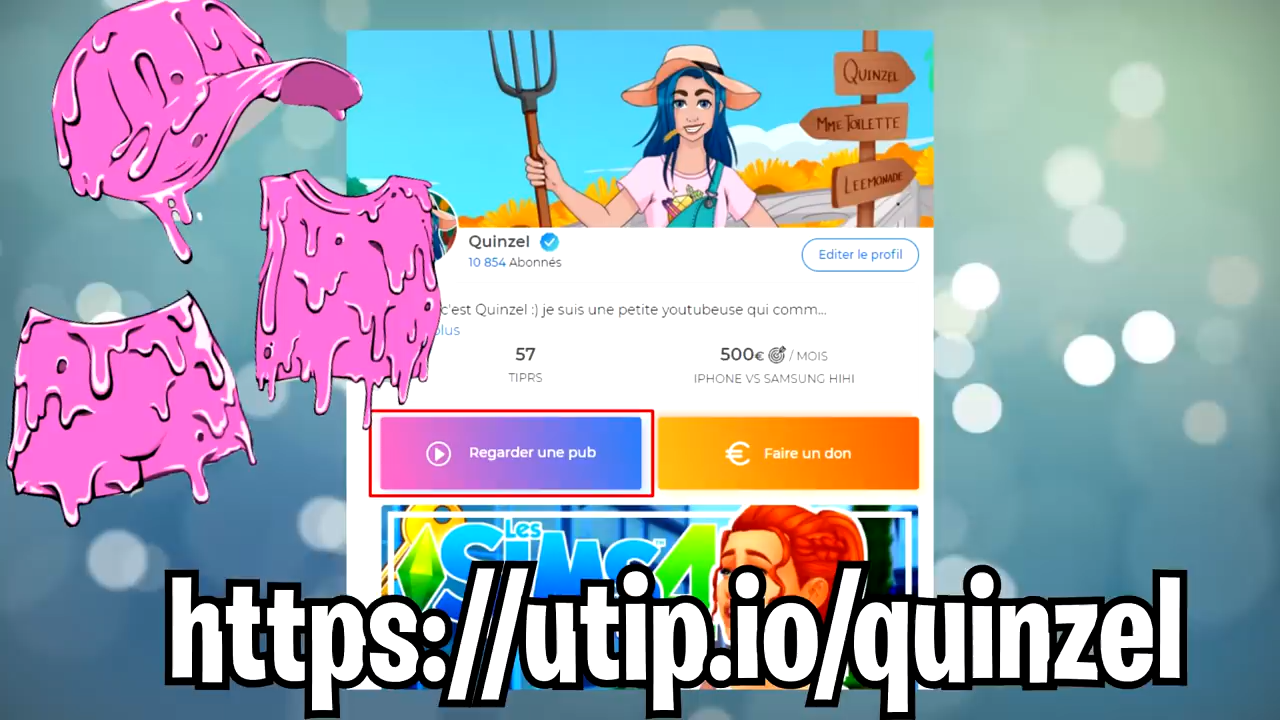 QUINZEL
MME TOILETTE
LEEMONADE
Quinzel
10 854 Abonnés
Editer le profil
c'est Quinzel :) je suis une petite youtubeuse qui comm...
plus
57
TIPRS
500€ / MOIS
IPHONE VS SAMSUNG HIHI
Regarder une pub
Faire un don
Les
SiMS 4
https://utip.io/quinzel